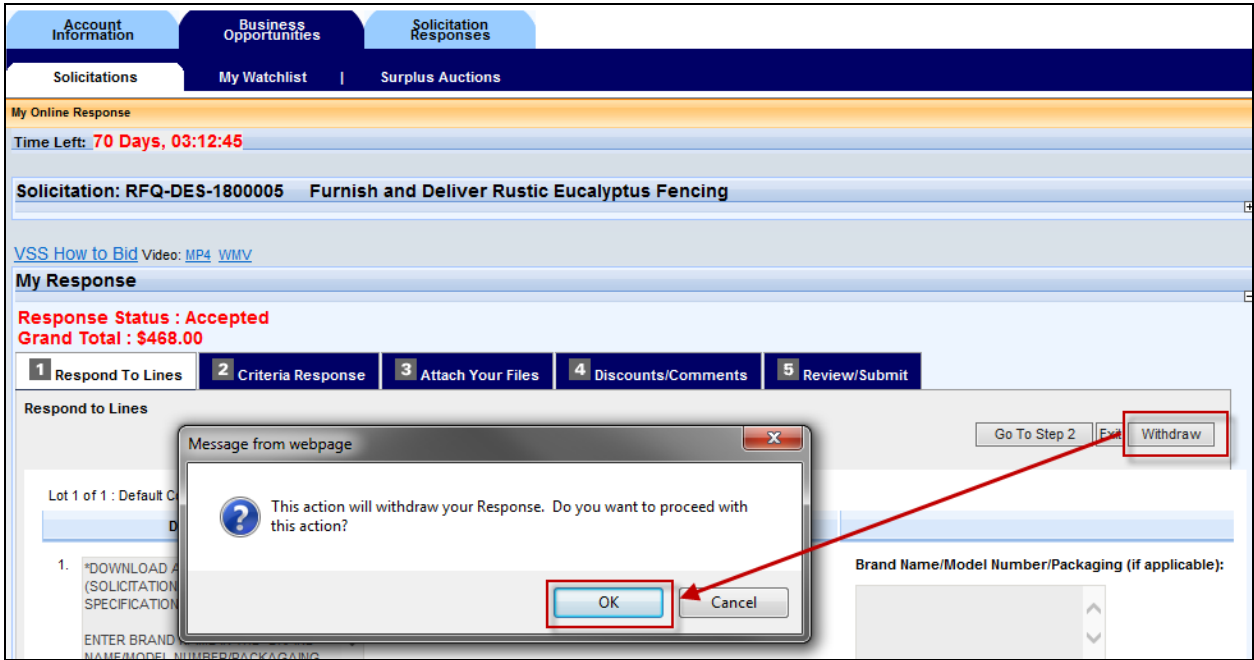 Account Information
Business Opportunities
Solicitation Responses
Solicitations My Watchlist | Surplus Auctions
My Online Response
Time Left: 70 Days, 03:12:45
Solicitation: RFQ-DES-1800005 Furnish and Deliver Rustic Eucalyptus Fencing
VSS How to Bid Video: MP4 WMV
My Response
Response Status : Accepted
Grand Total : $468.00
1 Respond To Lines 2 Criteria Response 3 Attach Your Files 4 Discounts/Comments 5 Review/Submit
Respond to Lines
Go To Step 2 Exit Withdraw
Message from webpage
This action will withdraw your Response. Do you want to proceed with
this action?
OK Cancel
Lot 1 of 1 : Default
Brand Name/Model Number/Packaging (if applicable):
1. *DOWNLOAD
(SOLICITATION
SPECIFICATION
ENTER BRAND
NAME/MODEL NUMBER/PACKAGAING